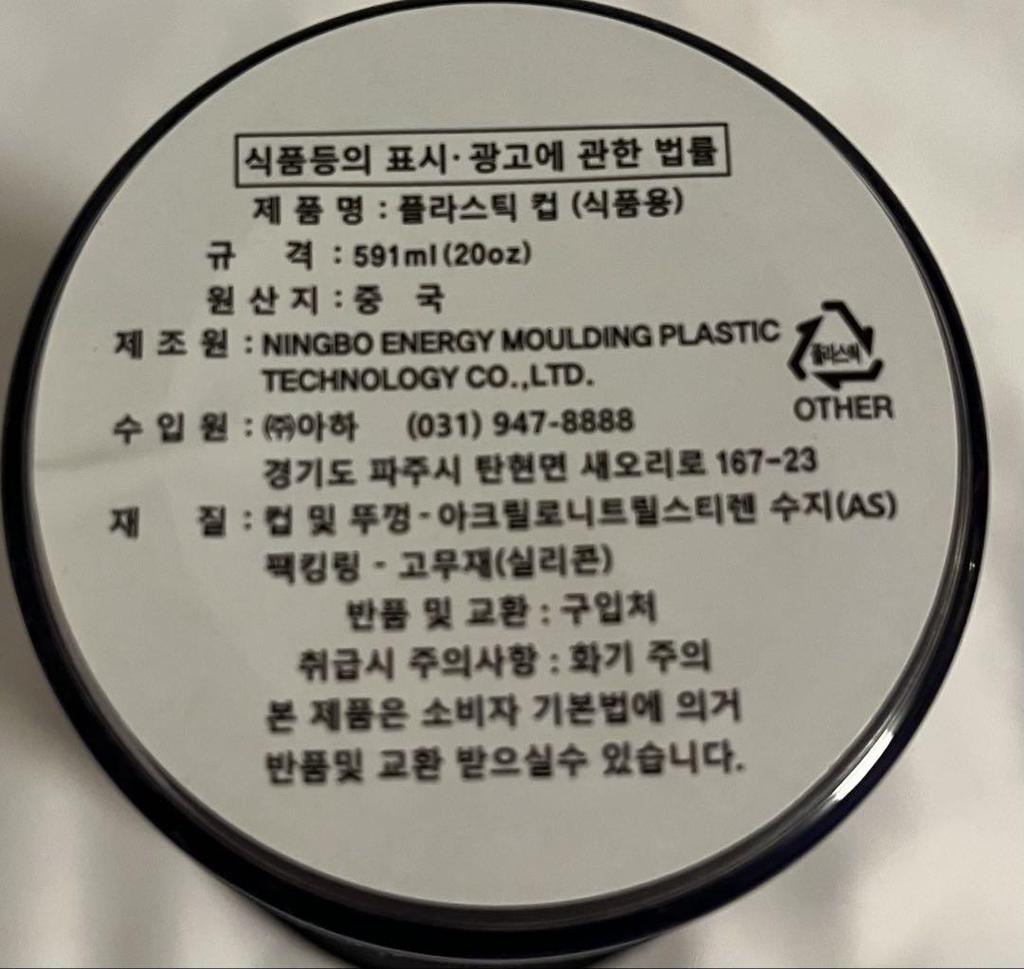 식품등의 표시·광고에 관한 법률
제 품 명 : 플라스틱 컵 (식품용)
규 격 : 591ml(20oz)
원 산 지 : 중 국
제 조 원 : NINGBO ENERGY MOULDING PLASTIC
TECHNOLOGY CO.,LTD.
플라스틱
OTHER
수 입 원 : ㈜아하 (031) 947-8888
경기도 파주시 탄현면 새오리로 167-23
재 질 : 컵 및 뚜껑 - 아크릴로니트릴스티렌 수지(AS)
팩킹링 - 고무재(실리콘)
반품 및 교환 : 구입처
취급시 주의사항 : 화기 주의
본 제품은 소비자 기본법에 의거
반품및 교환 받으실수 있습니다.